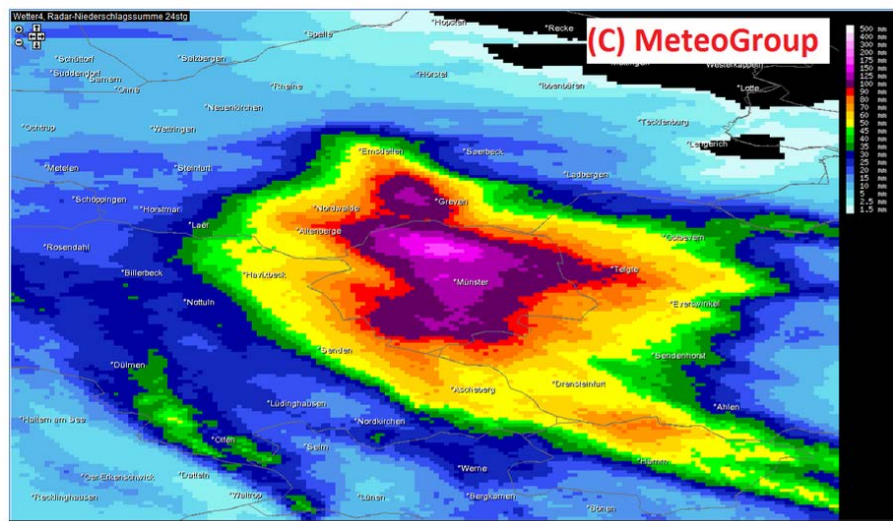 Wetter4, Radar-Niederschlagssumme 24stg
(C) MeteoGroup
Hopsten
Recke
Spelle
Schüttorf
Salzbergen
Westerkappeln
Suddendorf
Samern
Hörstel
Ohne
Rheine
Ibbenbüren
Lotte
Neuenkirchen
Ochtrup
Wettringen
Tecklenburg
Lengerich
Emsdetten
Saerbeck
Metelen
Steinfurt
Ladbergen
Schöppingen
Horstmar
Nordwalde
Greven
Laer
Altenberge
Ostbevern
Rosendahl
Billerbeck
Havixbeck
Münster
Telgte
Nottuln
Everswinkel
Senden
Sendenhorst
Dülmen
Ascheberg
Drensteinfurt
Lüdinghausen
Ahlen
Haltern am See
Nordkirchen
Olfen
Selm
Hamm
Werne
Oer-Erkenschwick
Datteln
Recklinghausen
Waltrop
Lünen
Bergkamen
Bönen
500 mm
400 mm
300 mm
200 mm
175 mm
150 mm
125 mm
100 mm
90 mm
80 mm
70 mm
60 mm
50 mm
45 mm
40 mm
35 mm
30 mm
25 mm
20 mm
15 mm
10 mm
5 mm
2.5 mm
1.5 mm